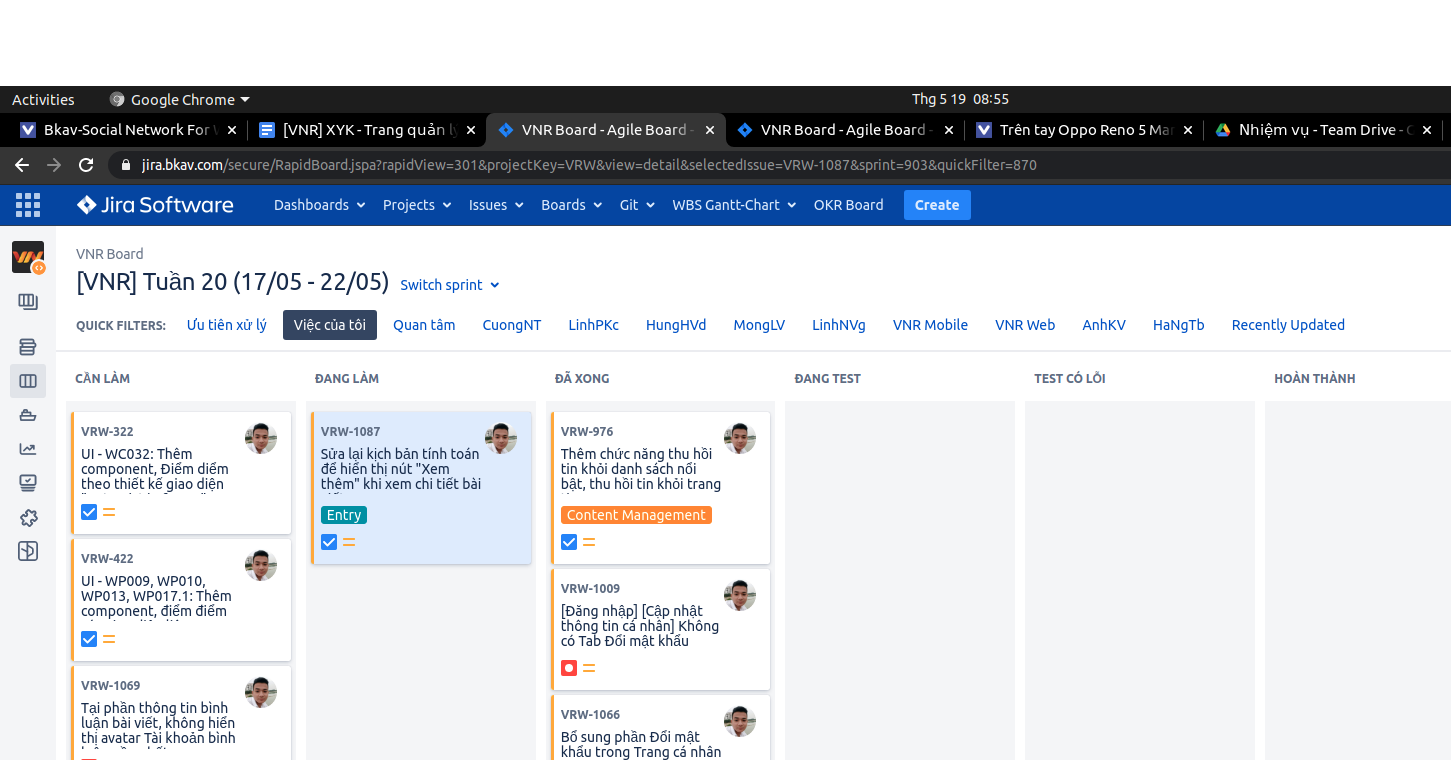 Activities
Google Chrome
Thg 5 19 08:55
Bkav-Social Network For
[VNR] XYK - Trang quản lý
VNR Board - Agile Board -
VNR Board - Agile Board -
Trên tay Oppo Reno 5 Mar
Nhiệm vụ - Team Drive -
jira.bkav.com/secure/RapidBoard.jspa?rapidView=301&projectKey=VRW&view=detail&selectedIssue=VRW-1087&sprint=903&quickFilter=870
Jira Software
Dashboards
Projects
Issues
Boards
Git
WBS Gantt-Chart
OKR Board
Create
VNR Board
[VNR] Tuần 20 (17/05 - 22/05)
Switch sprint
QUICK FILTERS:
Ưu tiên xử lý
Việc của tôi
Quan tâm
CuongNT
LinhPKc
HungHVd
MongLV
LinhNVg
VNR Mobile
VNR Web
AnhKV
HaNgTb
Recently Updated
CẦN LÀM
ĐANG LÀM
ĐÃ XONG
ĐANG TEST
TEST CÓ LỖI
HOÀN THÀNH
VRW-322
UI - WC032: Thêm
component, Điểm diểm
theo thiết kế giao diện
VRW-422
UI - WP009, WP010,
WP013, WP017.1: Thêm
component, điểm điểm
VRW-1069
Tại phần thông tin bình
luận bài viết, không hiển
thị avatar Tài khoản bình
VRW-1087
Sửa lại kịch bản tính toán
để hiển thị nút "Xem
thêm" khi xem chi tiết bài
Entry
VRW-976
Thêm chức năng thu hồi
tin khỏi danh sách nổi
bật, thu hồi tin khỏi trang
Content Management
VRW-1009
[Đăng nhập] [Cập nhật
thông tin cá nhân] Không
có Tab Đổi mật khẩu
VRW-1066
Bổ sung phần Đổi mật
khẩu trong Trang cá nhân